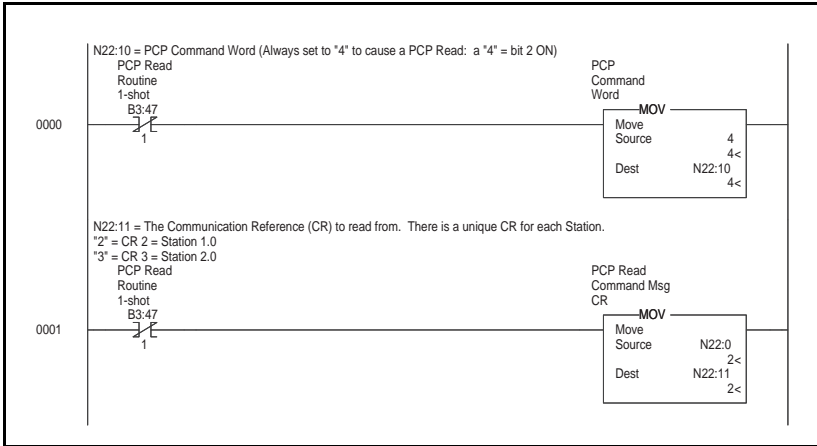 N22:10 = PCP Command Word (Always set to "4" to cause a PCP Read: a "4" = bit 2 ON)
PCP Read
Routine
1-shot
B3:47
1
PCP
Command
Word
MOV
Move
Source 4
4<
Dest N22:10
4<
0000
N22:11 = The Communication Reference (CR) to read from. There is a unique CR for each Station.
"2" = CR 2 = Station 1.0
"3" = CR 3 = Station 2.0
PCP Read
Routine
1-shot
B3:47
1
PCP Read
Command Msg
CR
MOV
Move
Source N22:0
2<
Dest N22:11
2<
0001